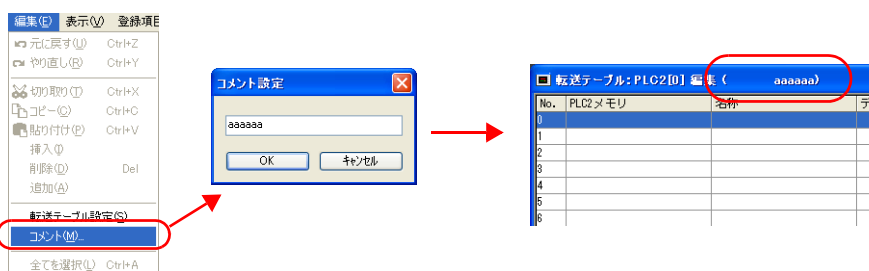 編集(E) 表示(V) 登録項目
元に戻す(U) Ctrl+Z
やり直し(R) Ctrl+Y
切り取り(T) Ctrl+X
コピー(C) Ctrl+C
貼り付け(P) Ctrl+V
挿入(I)
削除(D) Del
追加(A)
転送テーブル設定(S)
コメント(M)...
全てを選択(L) Ctrl+A
コメント設定
aaaaaa
OK キャンセル
転送テーブル:PLC2[0] 編集 ( aaaaaa)
No. PLC2メモリ 名称 テ
0
1
2
3
4
5
6